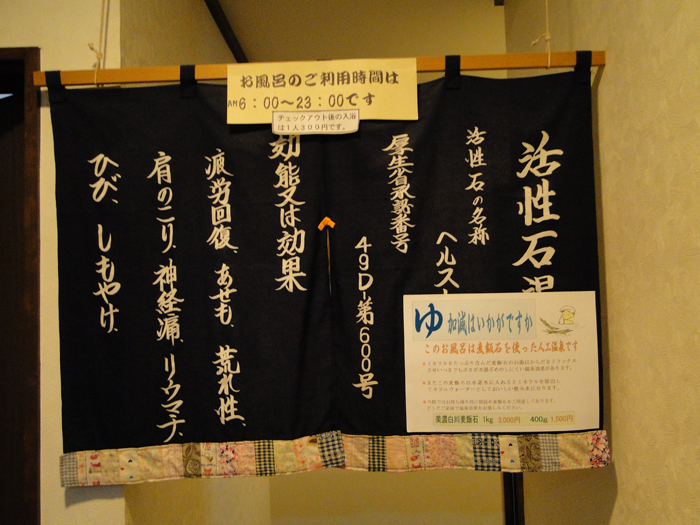 お風呂のご利用時間は
AM6：00～23：00です
チェックアウト後の入浴
は１人３００円です。
活性石温
活性石の名称
ヘルスト
厚生省承認番号
49D-第600号
効能又は効果
疲労回復、あせも、荒れ性、
肩のこり、神経痛、リウマチ、
ひび、しもやけ、
ゆ 加減はいかがですか
このお風呂は麦飯石を使った人工温泉です
美濃白川麦飯石 1kg 3,000円 400g 1,500円